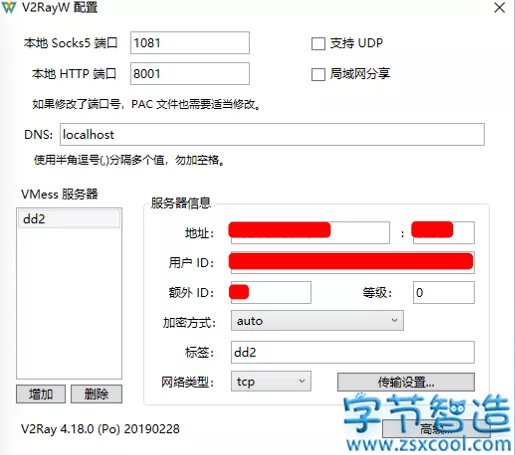 V2RayW 配置
本地 Socks5 端口 1081 支持 UDP
本地 HTTP 端口 8001 局域网分享
如果修改了端口号，PAC 文件也需要适当修改。
DNS: localhost
使用半角逗号(,)分隔多个值，勿加空格。
VMess 服务器 服务器信息
dd2
地址: :
用户 ID:
额外 ID: 等级: 0
加密方式: auto
标签: dd2
网络类型: tcp 传输设置...
增加 删除
V2Ray 4.18.0 (Po) 20190228 高级...
字节智造
www.zsxcool.com